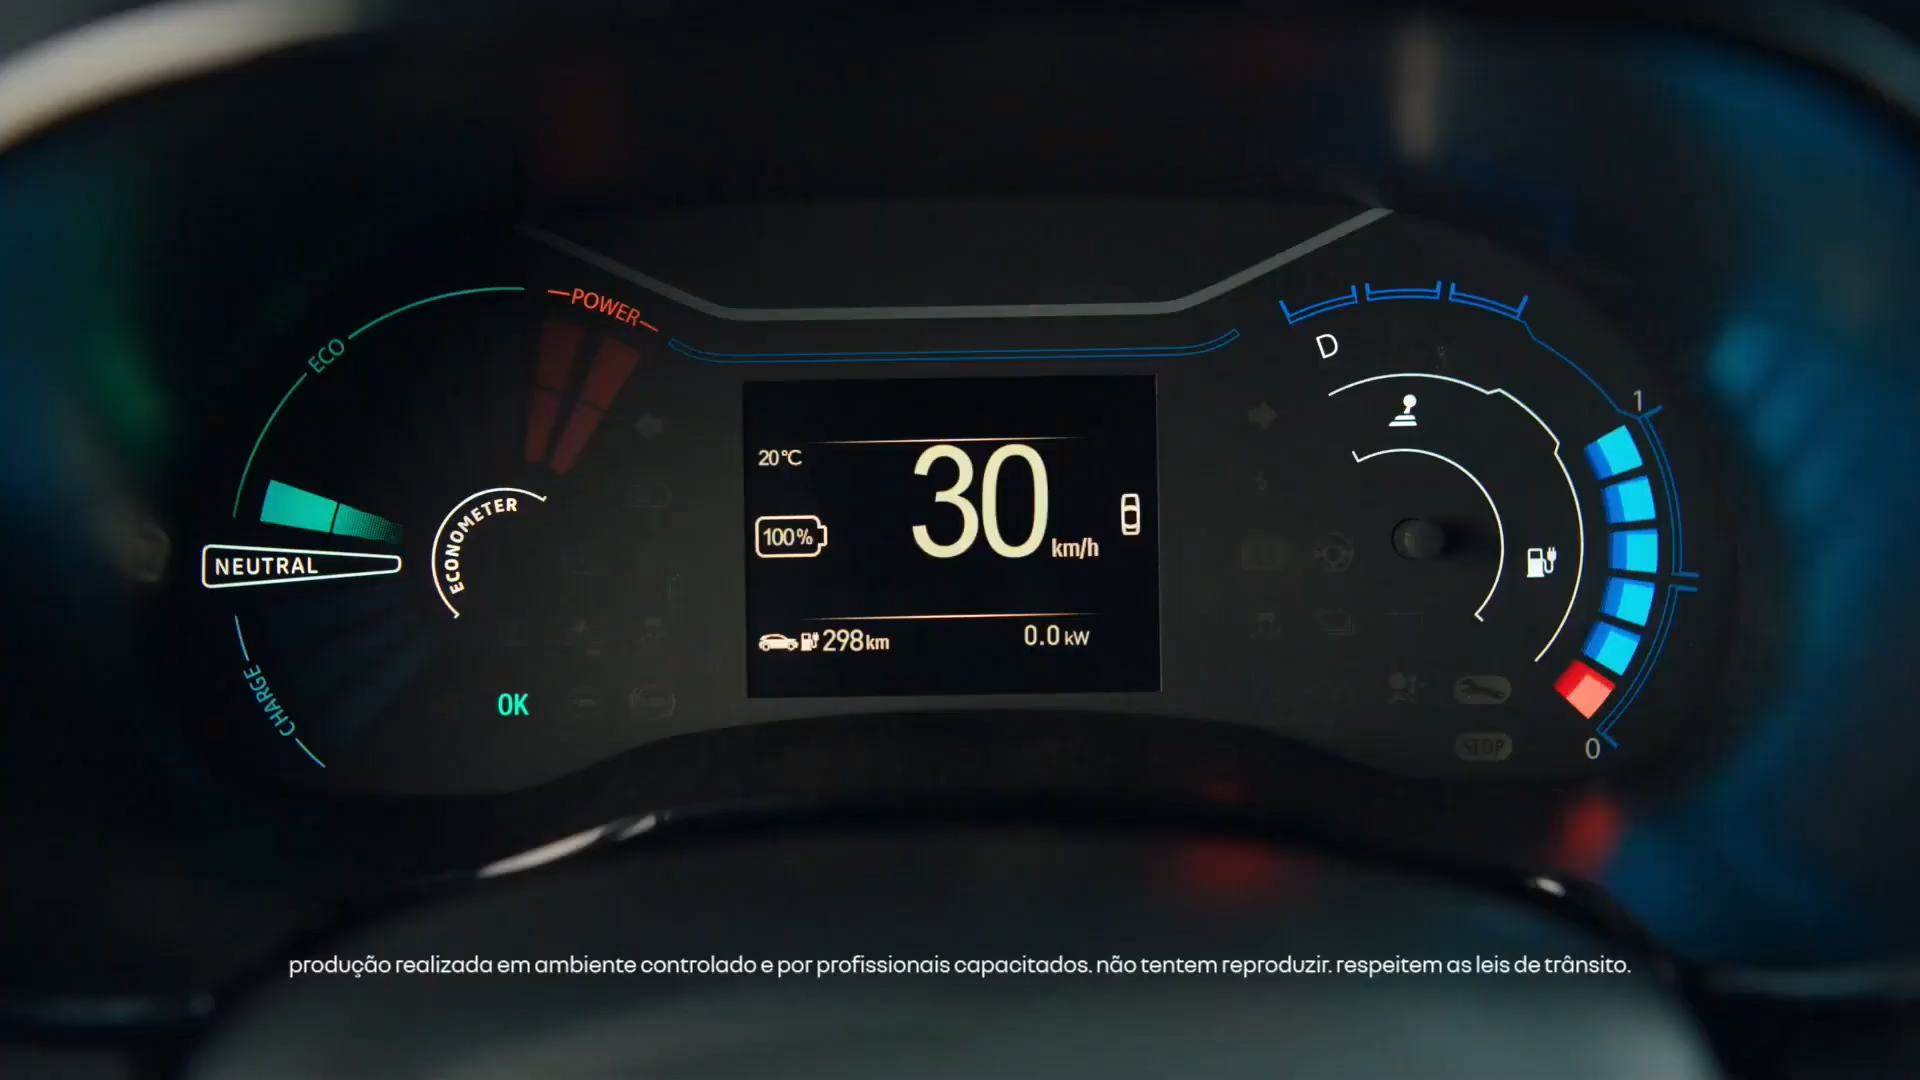 POWER
ECO
D
1
20°C
30
km/h
100%
ECONOMETER
NEUTRAL
298km
0.0 kW
CHARGE
OK
STOP
0
produção realizada em ambiente controlado e por profissionais capacitados. não tentem reproduzir. respeitem as leis de trânsito.